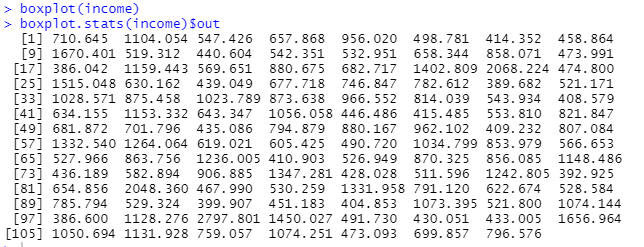 > boxplot(income)
> boxplot.stats(income)$out
[1] 710.645 1104.054 547.426 657.868 956.020 498.781 414.352 458.864
[9] 1670.401 519.312 440.604 542.351 532.951 658.344 858.071 473.991
[17] 386.042 1159.443 569.651 880.675 682.717 1402.809 2068.224 474.800
[25] 1515.048 630.162 439.049 677.718 746.847 782.612 389.682 521.171
[33] 1028.571 875.458 1023.789 873.638 966.552 814.039 543.934 408.579
[41] 634.155 1153.332 643.347 1056.058 446.486 415.485 553.810 821.847
[49] 681.872 701.796 435.086 794.879 880.167 962.102 409.232 807.084
[57] 1332.540 1264.064 619.021 605.425 490.720 1034.799 853.979 566.653
[65] 527.966 863.756 1236.005 410.903 526.949 870.325 856.085 1148.486
[73] 436.189 582.894 906.885 1347.281 428.028 511.596 1242.805 392.925
[81] 654.856 2048.360 467.990 530.259 1331.958 791.120 622.674 528.584
[89] 785.794 529.324 399.907 451.183 404.853 1073.395 521.800 1074.144
[97] 386.600 1128.276 2797.801 1450.027 491.730 430.051 433.005 1656.964
[105] 1050.694 1131.928 759.057 1074.251 473.093 699.857 796.576